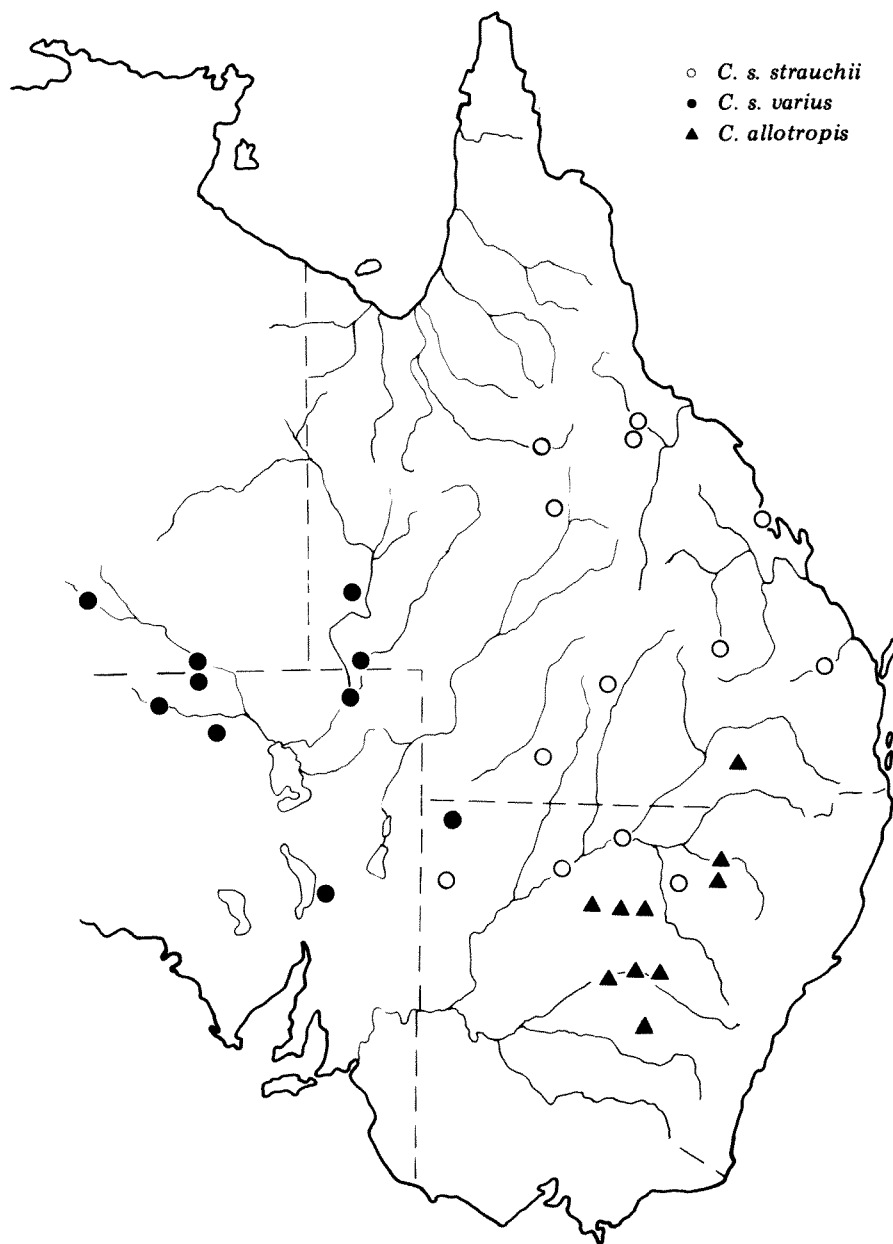 ○ C. s. strauchii
● C. s. varius
▲ C. allotropis